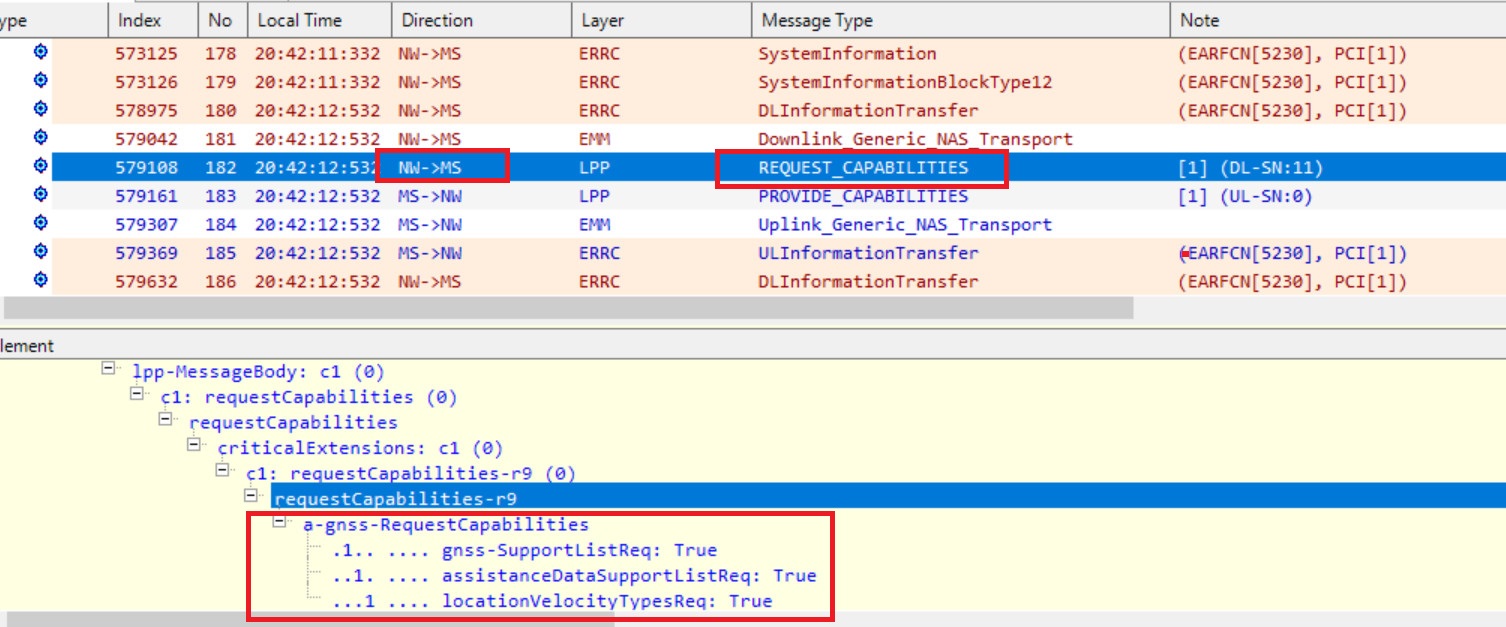 ype Index No Local Time Direction Layer Message Type Note
573125 178 20:42:11:332 NW->MS ERRC SystemInformation (EARFCN[5230], PCI[1])
573126 179 20:42:11:332 NW->MS ERRC SystemInformationBlockType12 (EARFCN[5230], PCI[1])
578975 180 20:42:12:532 NW->MS ERRC DLInformationTransfer (EARFCN[5230], PCI[1])
579042 181 20:42:12:532 NW->MS EMM Downlink_Generic_NAS_Transport
579108 182 20:42:12:532 NW->MS LPP REQUEST_CAPABILITIES [1] (DL-SN:11)
579161 183 20:42:12:532 MS->NW LPP PROVIDE_CAPABILITIES [1] (UL-SN:0)
579307 184 20:42:12:532 MS->NW EMM Uplink_Generic_NAS_Transport
579369 185 20:42:12:532 MS->NW ERRC ULInformationTransfer (EARFCN[5230], PCI[1])
579632 186 20:42:12:532 NW->MS ERRC DLInformationTransfer (EARFCN[5230], PCI[1])
lement
lpp-MessageBody: c1 (0)
c1: requestCapabilities (0)
requestCapabilities
criticalExtensions: c1 (0)
c1: requestCapabilities-r9 (0)
requestCapabilities-r9
a-gnss-RequestCapabilities
.1.. .... gnss-SupportListReq: True
..1. .... assistanceDataSupportListReq: True
...1 .... locationVelocityTypesReq: True